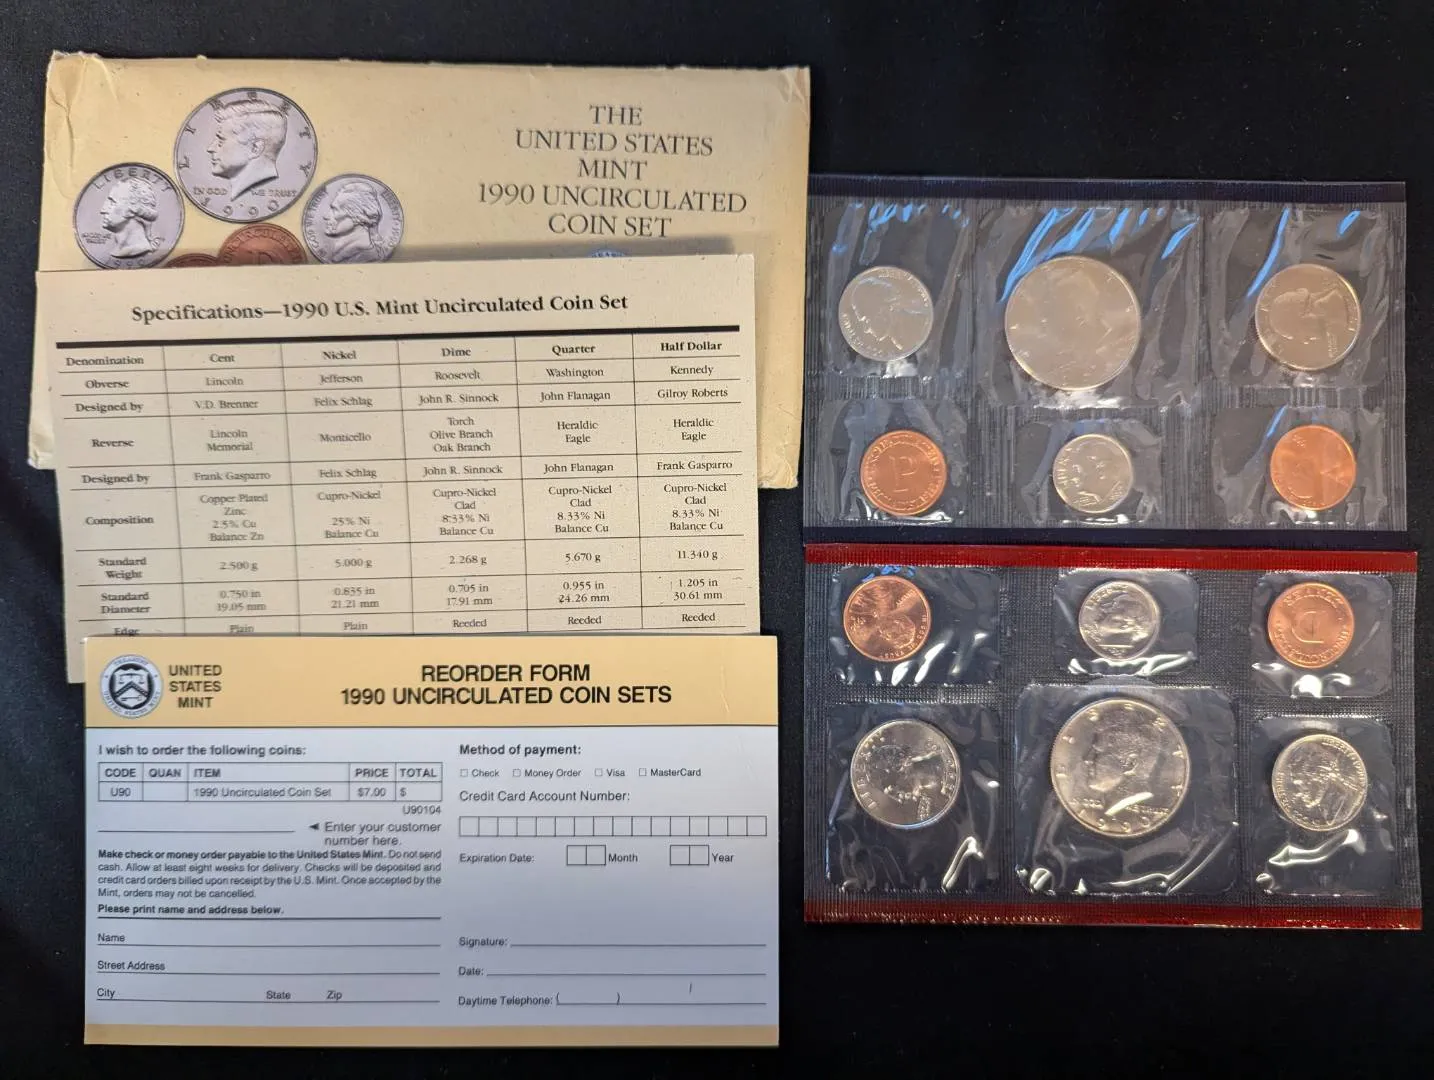 THE
UNITED STATES
MINT
1990 UNCIRCULATED
COIN SET
LIBERTY
IN GOD WE TRUST
1990
LIBERTY
Specifications—1990 U.S. Mint Uncirculated Coin Set
Denomination Cent Nickel Dime Quarter Half Dollar
Obverse Lincoln Jefferson Roosevelt Washington Kennedy
Designed by V.D. Brenner Felix Schlag John R. Sinnock John Flanagan Gilroy Roberts
Reverse Lincoln Memorial Monticello Torch Olive Branch Oak Branch Heraldic Eagle Heraldic Eagle
Designed by Frank Gasparro Felix Schlag John R. Sinnock John Flanagan Frank Gasparro
Composition Copper Plated Zinc 2.5% Cu Balance Zn Cupro-Nickel 25% Ni Balance Cu Cupro-Nickel Clad 8.33% Ni Balance Cu Cupro-Nickel Clad 8.33% Ni Balance Cu Cupro-Nickel Clad 8.33% Ni Balance Cu
Standard Weight 2.500 g 5.000 g 2.268 g 5.670 g 11.340 g
Standard Diameter 0.750 in 19.05 mm 0.835 in 21.21 mm 0.705 in 17.91 mm 0.955 in 24.26 mm 1.205 in 30.61 mm
Edge Plain Plain Reeded Reeded Reeded
UNITED
STATES
MINT
REORDER FORM
1990 UNCIRCULATED COIN SETS
I wish to order the following coins:
CODE QUAN ITEM PRICE TOTAL
U90 1990 Uncirculated Coin Set $7.00 $
U90104
Enter your customer
number here.
Make check or money order payable to the United States Mint. Do not send
cash. Allow at least eight weeks for delivery. Checks will be deposited and
credit card orders billed upon receipt by the U.S. Mint. Once accepted by the
Mint, orders may not be cancelled.
Please print name and address below.
Name
Street Address
City State Zip
Method of payment:
Check Money Order Visa MasterCard
Credit Card Account Number:
Expiration Date: Month Year
Signature:
Date:
Daytime Telephone: ( ) /
P
D
1990